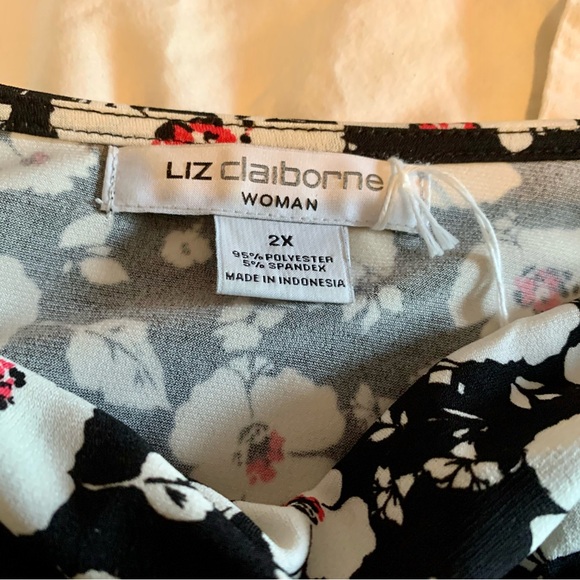 LIZ claiborne
WOMAN
2X
95% POLYESTER
5% SPANDEX
MADE IN INDONESIA